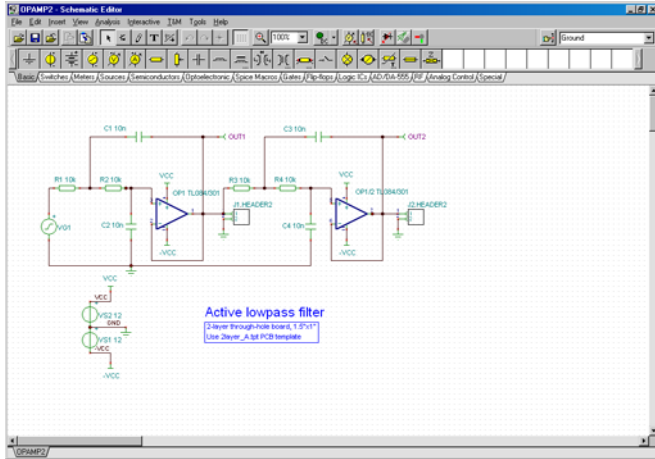 OPAMP2 - Schematic Editor
File Edit Insert View Analysis Interactive T&M Tools Help
100% Ground
Basic Switches Meters Sources Semiconductors Optoelectronic Spice Macros Gates Flip-flops Logic ICs AD/DA-555 RF Analog Control Special
C1 10n OUT1 C3 10n OUT2
R1 10k R2 10k VCC R3 10k R4 10k VCC
OP1 TL084/301 OP1/2 TL084/301
J1.HEADER2 J2.HEADER2
VG1 C2 10n C4 10n
-VCC -VCC
VCC
VCC
VS2 12
GND
VS1 12
-VCC
-VCC
Active lowpass filter
2-layer through-hole board, 1.5"x1"
Use 2layer_A.tpt PCB template
OPAMP2